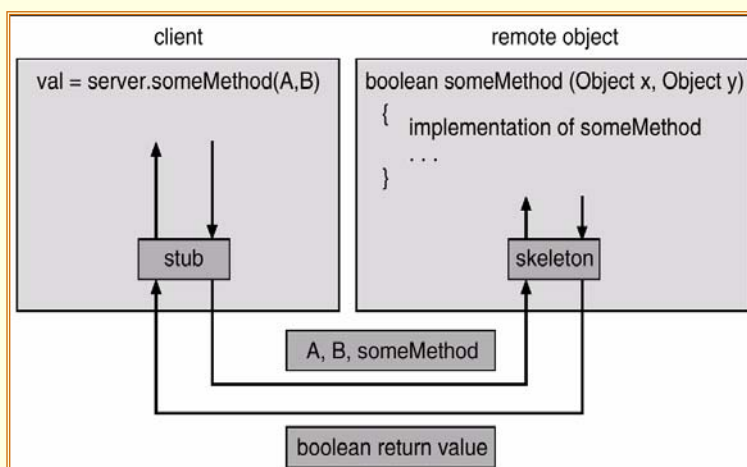 client
remote object
val = server.someMethod(A,B)
boolean someMethod (Object x, Object y)
{
implementation of someMethod
. . .
}
stub
skeleton
A, B, someMethod
boolean return value